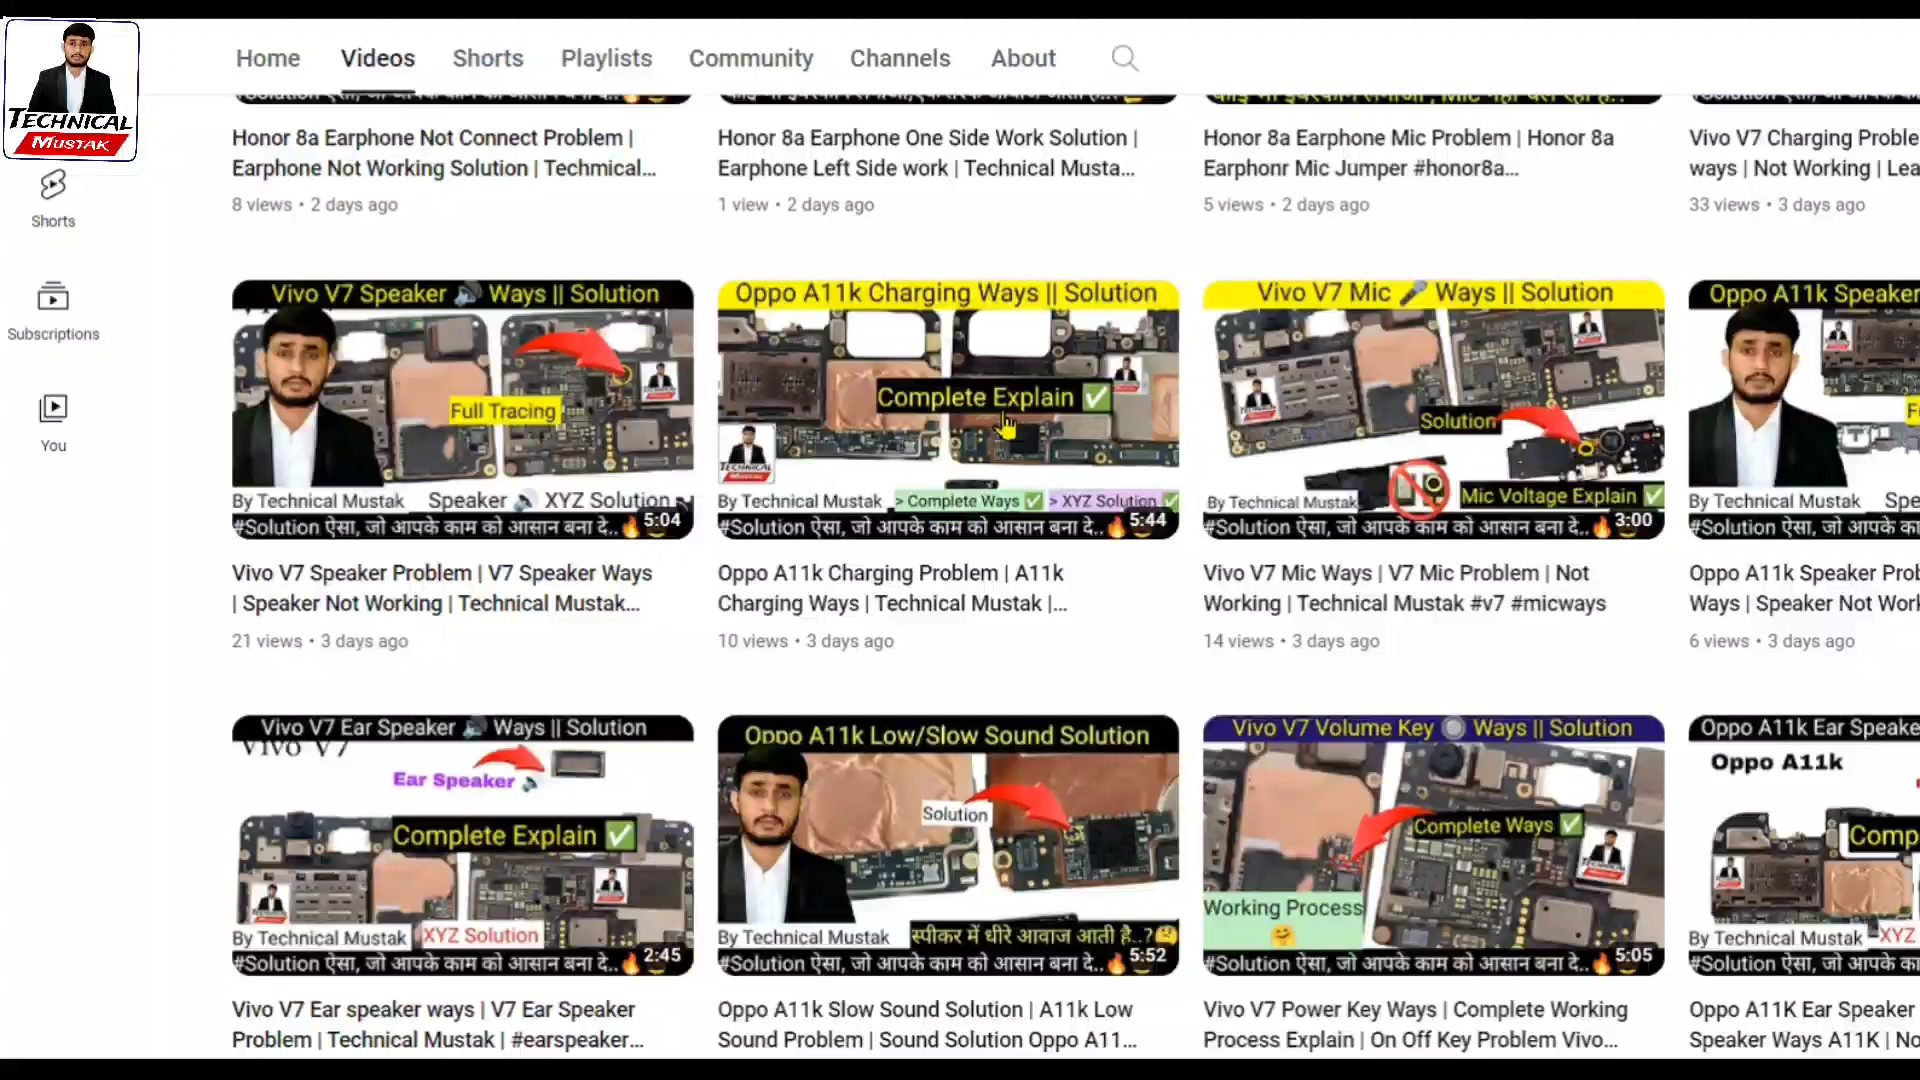 Home Videos Shorts Playlists Community Channels About
TECHNICAL
MUSTAK
Shorts
Subscriptions
You
Honor 8a Earphone Not Connect Problem |
Earphone Not Working Solution | Techmical...
8 views • 2 days ago
Honor 8a Earphone One Side Work Solution |
Earphone Left Side work | Technical Musta...
1 view • 2 days ago
Honor 8a Earphone Mic Problem | Honor 8a
Earphonr Mic Jumper #honor8a...
5 views • 2 days ago
Vivo V7 Charging Proble
ways | Not Working | Lea
33 views • 3 days ago
Vivo V7 Speaker 🔊 Ways || Solution
Full Tracing
By Technical Mustak Speaker 🔊 XYZ Solution
#Solution ऐसा, जो आपके काम को आसान बना दे..🔥
5:04
Vivo V7 Speaker Problem | V7 Speaker Ways
| Speaker Not Working | Technical Mustak...
21 views • 3 days ago
Oppo A11k Charging Ways || Solution
Complete Explain ✅
TECHNICAL
MUSTAK
By Technical Mustak > Complete Ways ✅ > XYZ Solution ✅
#Solution ऐसा, जो आपके काम को आसान बना दे..🔥
5:44
Oppo A11k Charging Problem | A11k
Charging Ways | Technical Mustak |...
10 views • 3 days ago
Vivo V7 Mic 🎤 Ways || Solution
Solution
By Technical Mustak Mic Voltage Explain ✅
#Solution ऐसा, जो आपके काम को आसान बना दे..🔥
3:00
Vivo V7 Mic Ways | V7 Mic Problem | Not
Working | Technical Mustak #v7 #micways
14 views • 3 days ago
Oppo A11k Speaker
By Technical Mustak Spe
#Solution ऐसा, जो आपके का
Oppo A11k Speaker Prob
Ways | Speaker Not Work
6 views • 3 days ago
Vivo V7 Ear Speaker 🔊 Ways || Solution
Vivo V7
Ear Speaker 🔊
Complete Explain ✅
By Technical Mustak XYZ Solution
#Solution ऐसा, जो आपके काम को आसान बना दे..🔥
2:45
Vivo V7 Ear speaker ways | V7 Ear Speaker
Problem | Technical Mustak | #earspeaker...
Oppo A11k Low/Slow Sound Solution
Solution
By Technical Mustak स्पीकर में धीरे आवाज आती है..?🤔
#Solution ऐसा, जो आपके काम को आसान बना दे..🔥
5:52
Oppo A11k Slow Sound Solution | A11k Low
Sound Problem | Sound Solution Oppo A11...
Vivo V7 Volume Key 🔘 Ways || Solution
Complete Ways ✅
Working Process
🤗
#Solution ऐसा, जो आपके काम को आसान बना दे..🔥
5:05
Vivo V7 Power Key Ways | Complete Working
Process Explain | On Off Key Problem Vivo...
Oppo A11k Ear Speake
Oppo A11k
Comp
By Technical Mustak XYZ
#Solution ऐसा, जो आपके का
Oppo A11K Ear Speaker
Speaker Ways A11K | No